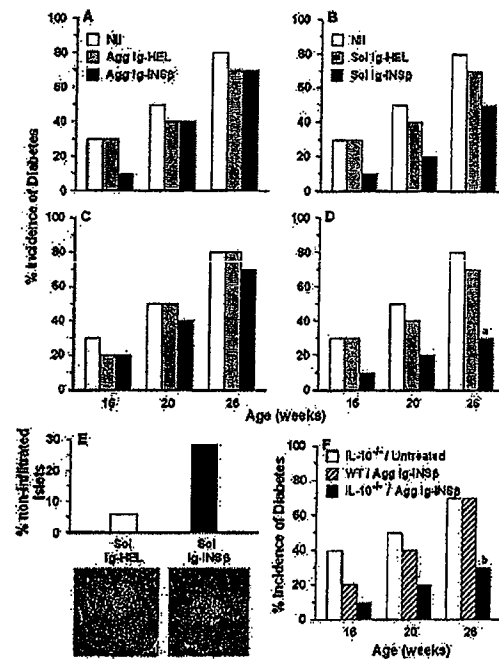 A
Nil
Agg Ig-HEL
Agg Ig-INSβ
B
Nil
Sol Ig-HEL
Sol Ig-INSβ
100
80
60
40
20
0
100
80
60
40
20
0
% Incidence of Diabetes
C
D
100
80
60
40
20
0
100
80
60
40
20
0
a
16 20 26
16 20 26
Age (weeks)
E
% non-infiltrated
Islets
30
20
10
0
Sol Sol
Ig-HEL Ig-INSβ
F
IL-10+/- / Untreated
WT / Agg Ig-INSβ
IL-10+/- / Agg Ig-INSβ
% Incidence of Diabetes
100
80
60
40
20
0
b
16 20 26
Age (weeks)